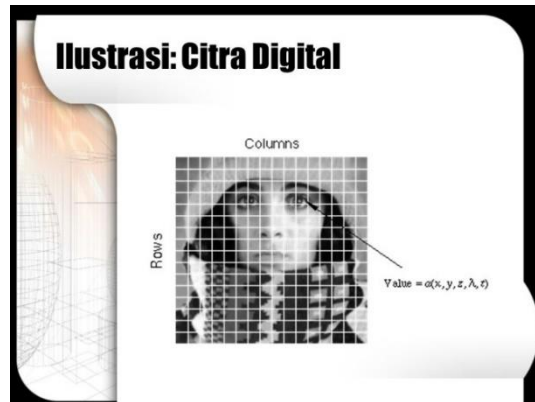 Ilustrasi: Citra Digital
Columns
Rows
Value = a(x, y, z, λ, t)